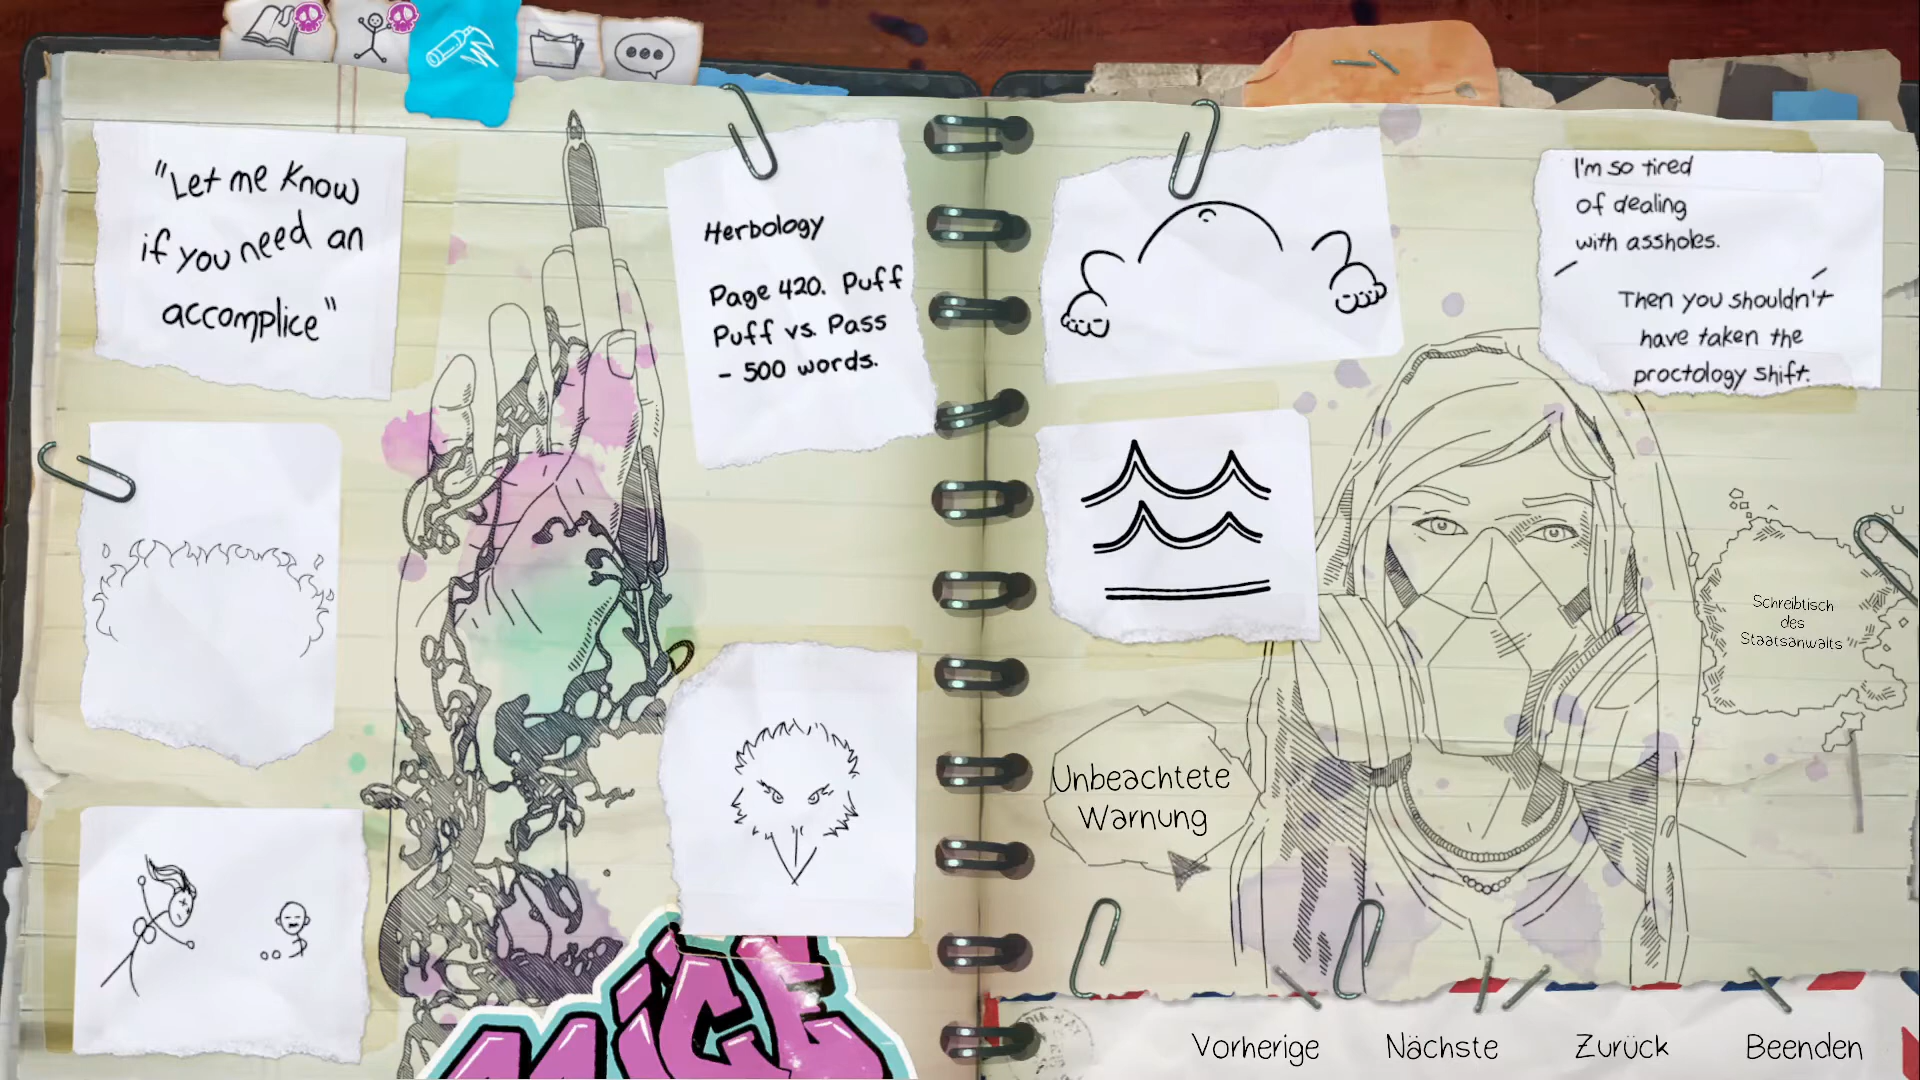 "Let me know
if you need an
accomplice"
Herbology
Page 420. Puff
Puff vs. Pass
- 500 words.
MICE
I'm so tired
of dealing
with assholes.
Then you shouldn't
have taken the
proctology shift.
Schreibtisch
des
Staatsanwalts
Unbeachtete
Warnung
Vorherige
Nächste
Zurück
Beenden